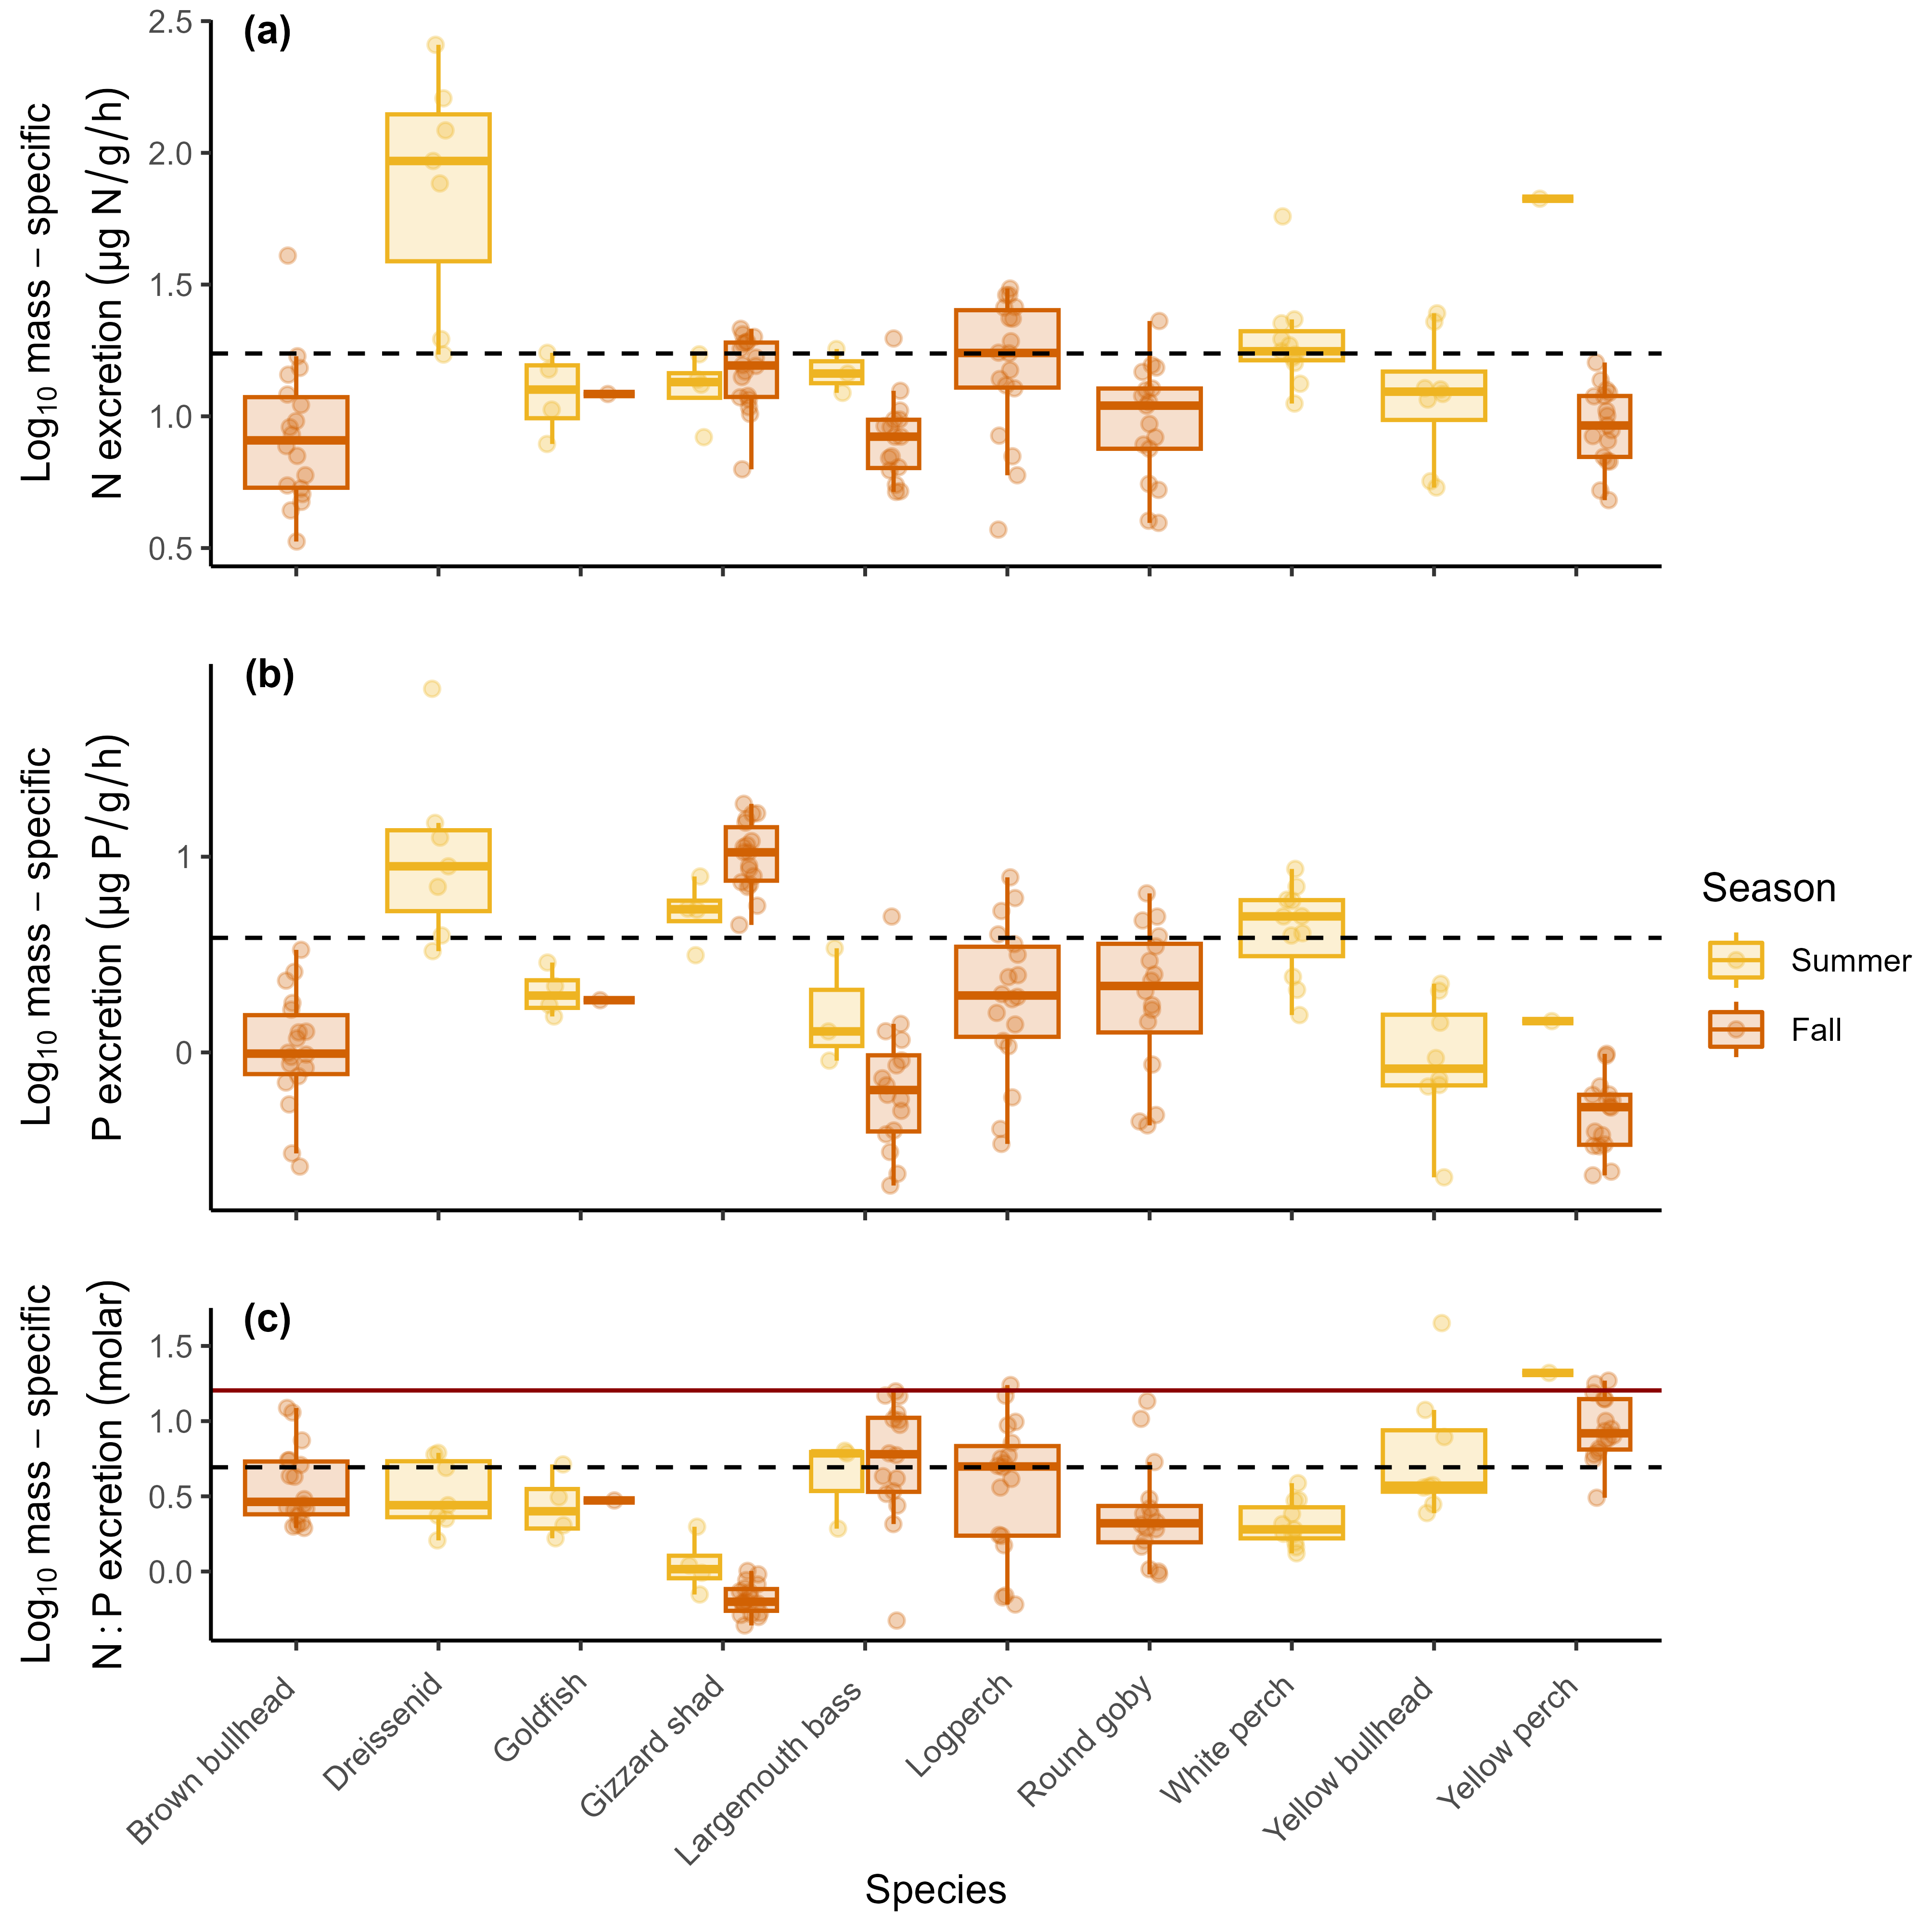 (a)
Log10 mass − specific
N excretion (μg N/g/h)
2.5
2.0
1.5
1.0
0.5
(b)
Log10 mass − specific
P excretion (μg P/g/h)
1
0
Season
Summer
Fall
(c)
Log10 mass − specific
N:P excretion (molar)
1.5
1.0
0.5
0.0
Brown bullhead
Dreissenid
Goldfish
Gizzard shad
Largemouth bass
Logperch
Round goby
White perch
Yellow bullhead
Yellow perch
Species